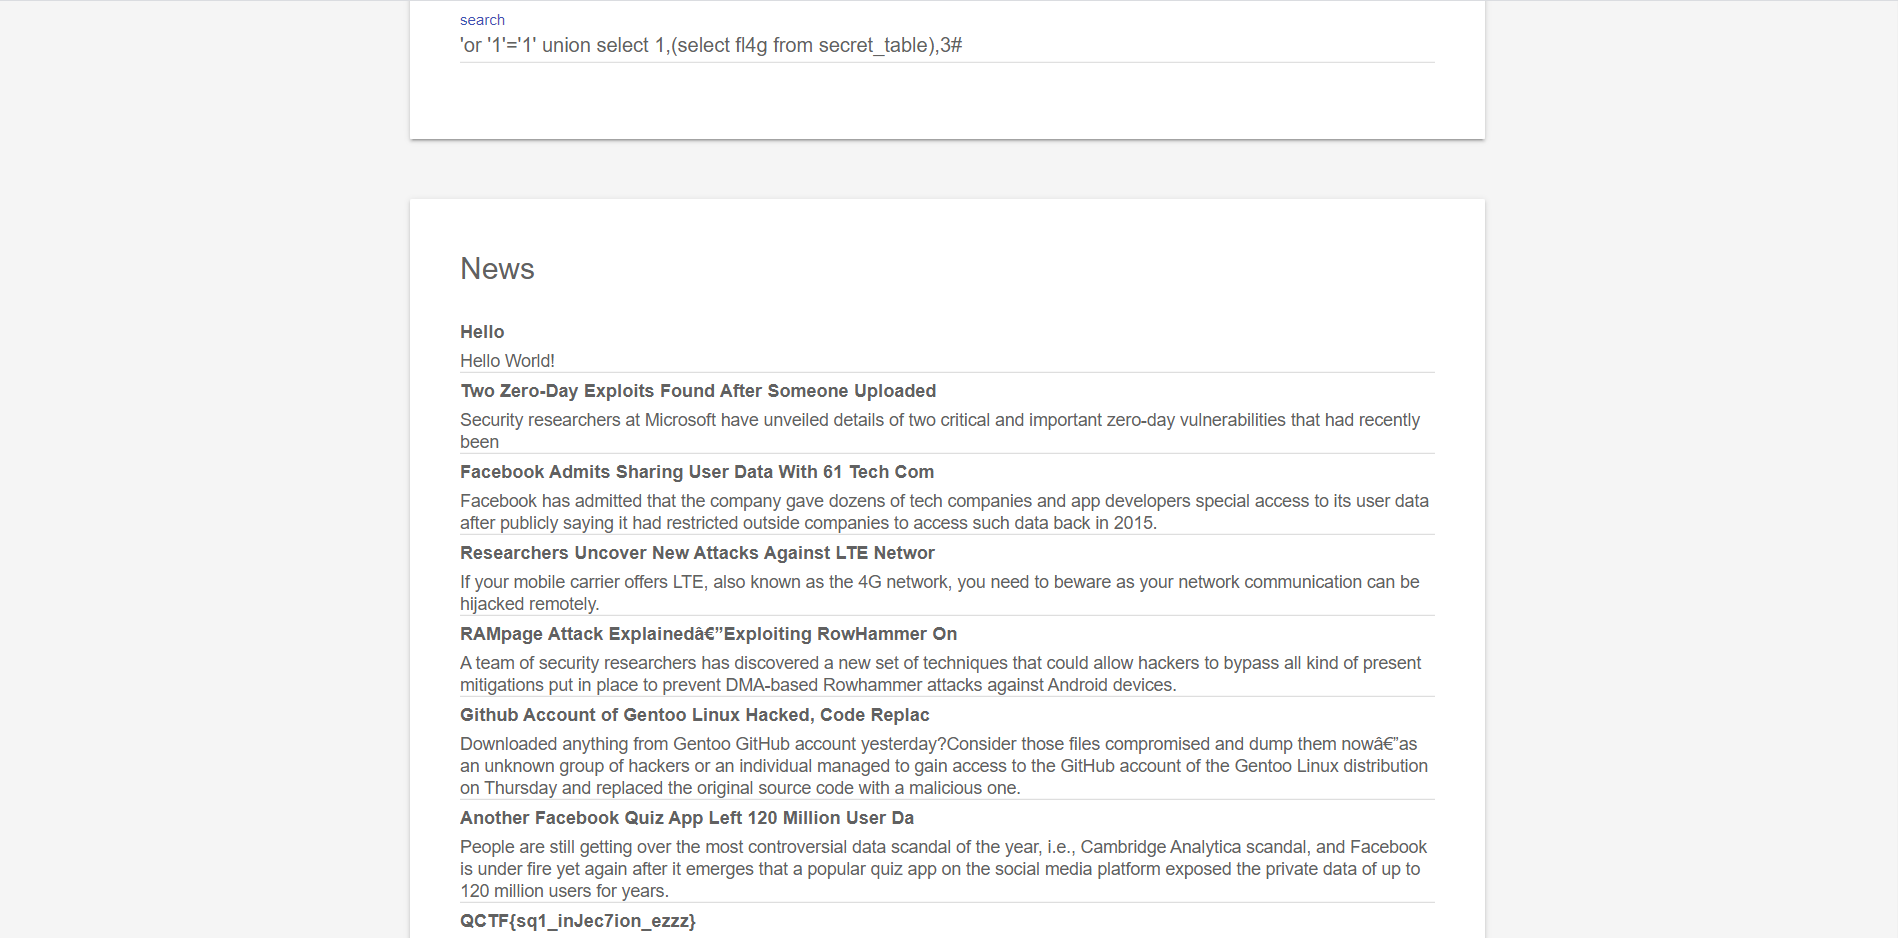 search
'or '1'='1' union select 1,(select fl4g from secret_table),3#
News
Hello
Hello World!
Two Zero-Day Exploits Found After Someone Uploaded
Security researchers at Microsoft have unveiled details of two critical and important zero-day vulnerabilities that had recently
been
Facebook Admits Sharing User Data With 61 Tech Com
Facebook has admitted that the company gave dozens of tech companies and app developers special access to its user data
after publicly saying it had restricted outside companies to access such data back in 2015.
Researchers Uncover New Attacks Against LTE Networ
If your mobile carrier offers LTE, also known as the 4G network, you need to beware as your network communication can be
hijacked remotely.
RAMpage Attack Explainedâ€”Exploiting RowHammer On
A team of security researchers has discovered a new set of techniques that could allow hackers to bypass all kind of present
mitigations put in place to prevent DMA-based Rowhammer attacks against Android devices.
Github Account of Gentoo Linux Hacked, Code Replac
Downloaded anything from Gentoo GitHub account yesterday?Consider those files compromised and dump them nowâ€”as
an unknown group of hackers or an individual managed to gain access to the GitHub account of the Gentoo Linux distribution
on Thursday and replaced the original source code with a malicious one.
Another Facebook Quiz App Left 120 Million User Da
People are still getting over the most controversial data scandal of the year, i.e., Cambridge Analytica scandal, and Facebook
is under fire yet again after it emerges that a popular quiz app on the social media platform exposed the private data of up to
120 million users for years.
QCTF{sq1_inJec7ion_ezzz}